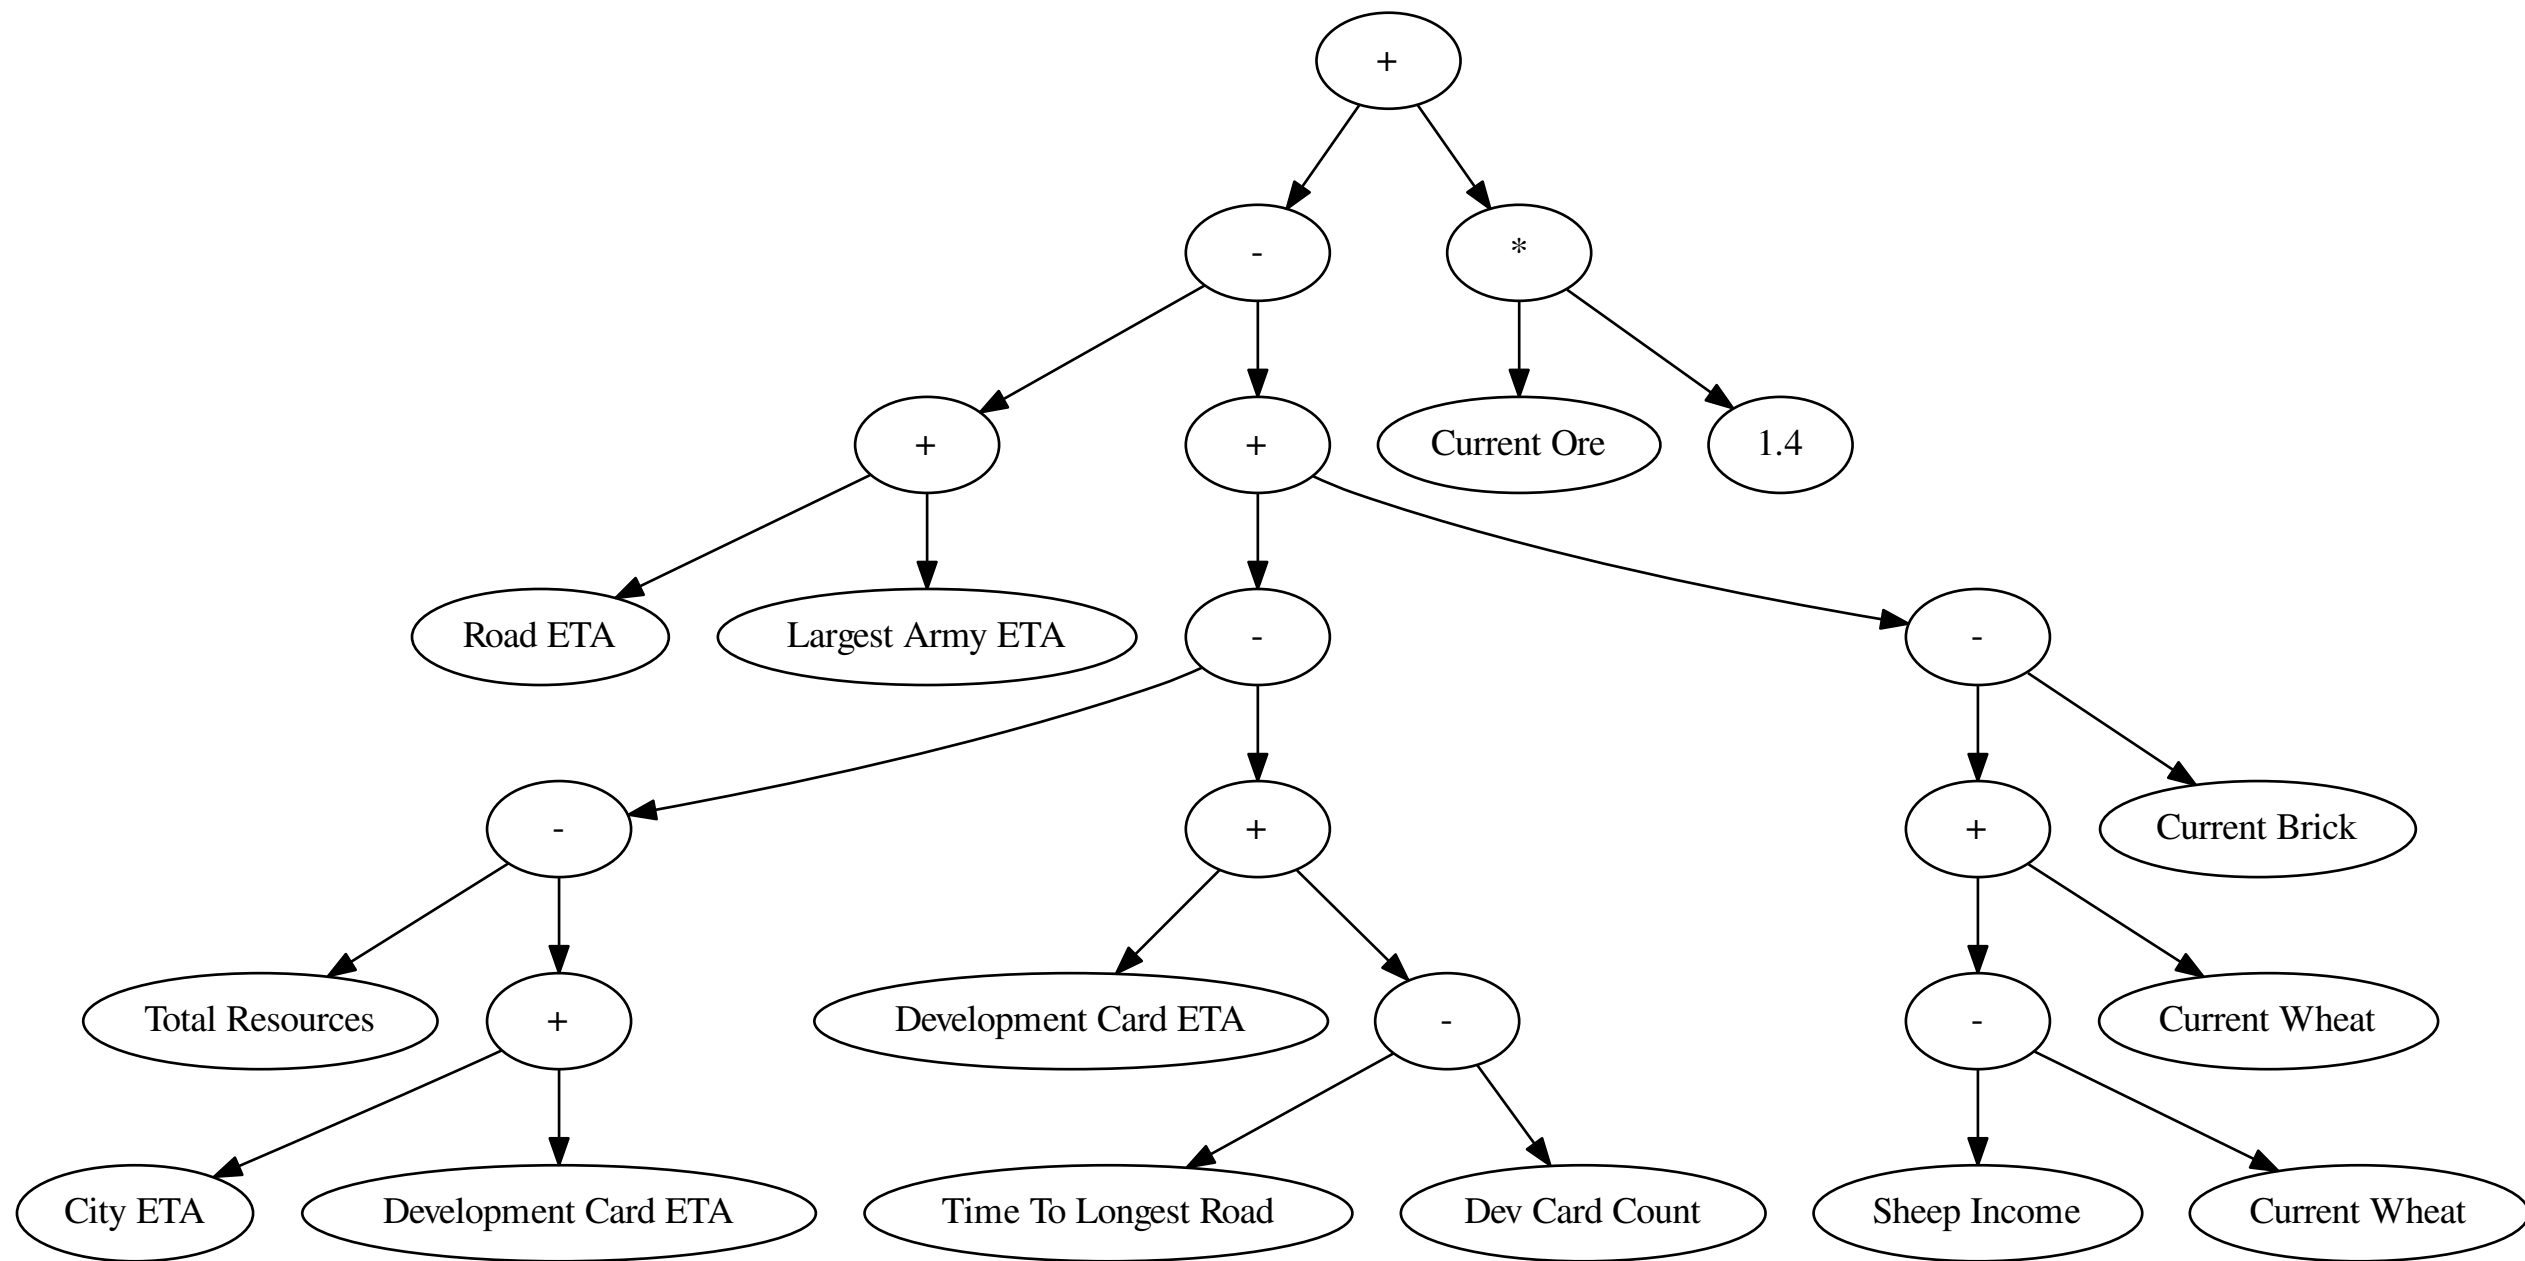 +
-
*
+
+
Current Ore
1.4
Road ETA
Largest Army ETA
-
-
-
+
+
Current Brick
Total Resources
+
Development Card ETA
-
-
Current Wheat
City ETA
Development Card ETA
Time To Longest Road
Dev Card Count
Sheep Income
Current Wheat